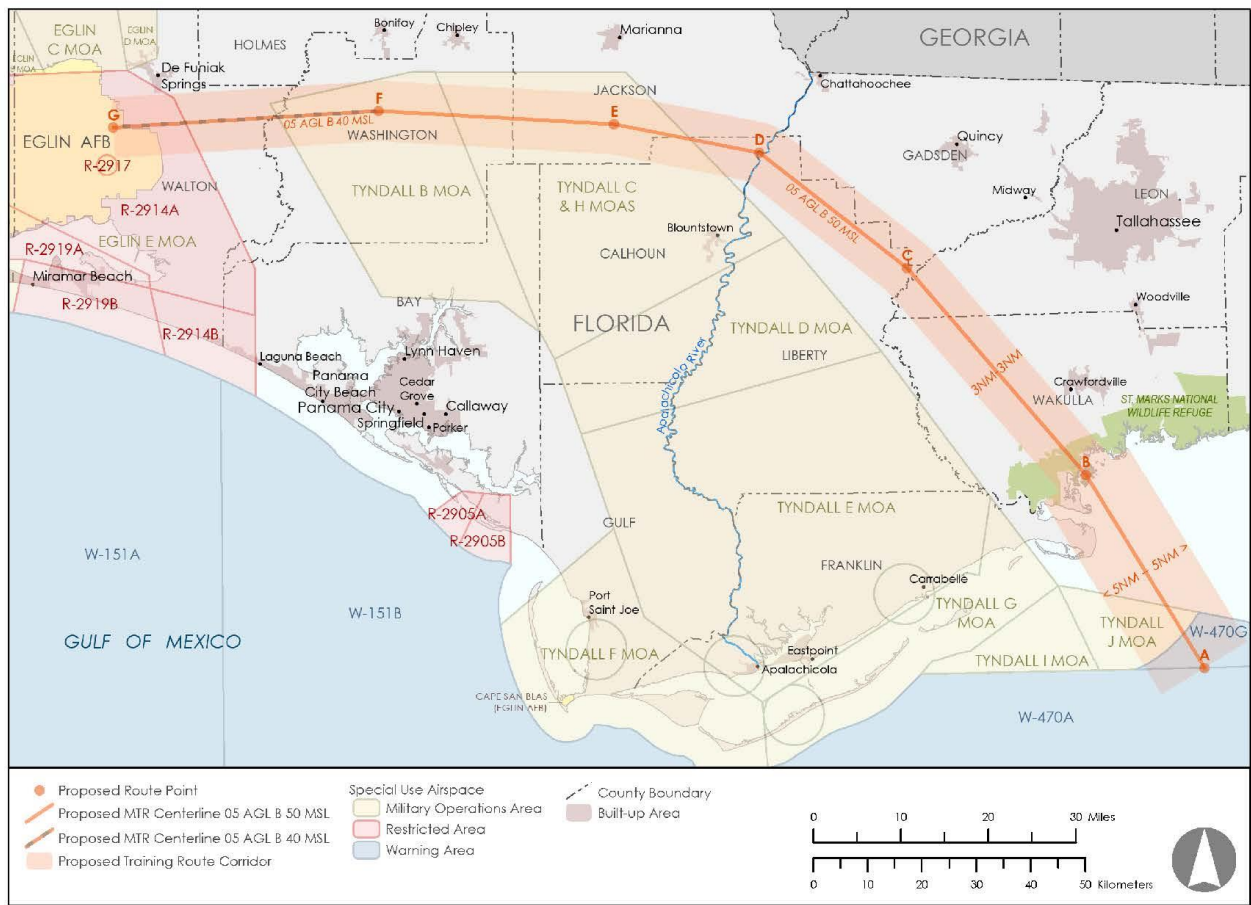 EGLIN
C MOA
EGLIN
D MOA
EGLIN
MOA
De Funiak
Springs
HOLMES
Bonifay
Chipley
Marianna
GEORGIA
Chattahoochee
JACKSON
G
F
E
D
05 AGL B 40 MSL
WASHINGTON
EGLIN AFB
R-2917
WALTON
R-2914A
EGLIN E MOA
R-2919A
Miramar Beach
R-2919B
R-2914B
TYNDALL B MOA
TYNDALL C
& H MOAS
Blountstown
CALHOUN
05 AGL B 50 MSL
Quincy
GADSDEN
Midway
LEON
Tallahassee
C
Woodville
BAY
FLORIDA
TYNDALL D MOA
LIBERTY
Apalachicola River
Laguna Beach
Lynn Haven
Panama
City Beach
Cedar
Grove
Panama City
Callaway
Springfield
Parker
3NM
3NM
Crawfordville
WAKULLA
ST. MARKS NATIONAL
WILDLIFE REFUGE
B
R-2905A
R-2905B
GULF
TYNDALL E MOA
FRANKLIN
W-151A
W-151B
GULF OF MEXICO
Port
Saint Joe
Carrabelle
< 5NM – 5NM >
TYNDALL F MOA
Eastpoint
Apalachicola
TYNDALL G
MOA
TYNDALL
J MOA
TYNDALL I MOA
W-470G
A
W-470A
CAPE SAN BLAS
(EGLIN AFB)
Proposed Route Point
Proposed MTR Centerline 05 AGL B 50 MSL
Proposed MTR Centerline 05 AGL B 40 MSL
Proposed Training Route Corridor
Special Use Airspace
Military Operations Area
Restricted Area
Warning Area
County Boundary
Built-up Area
0 10 20 30 Miles
0 10 20 30 40 50 Kilometers